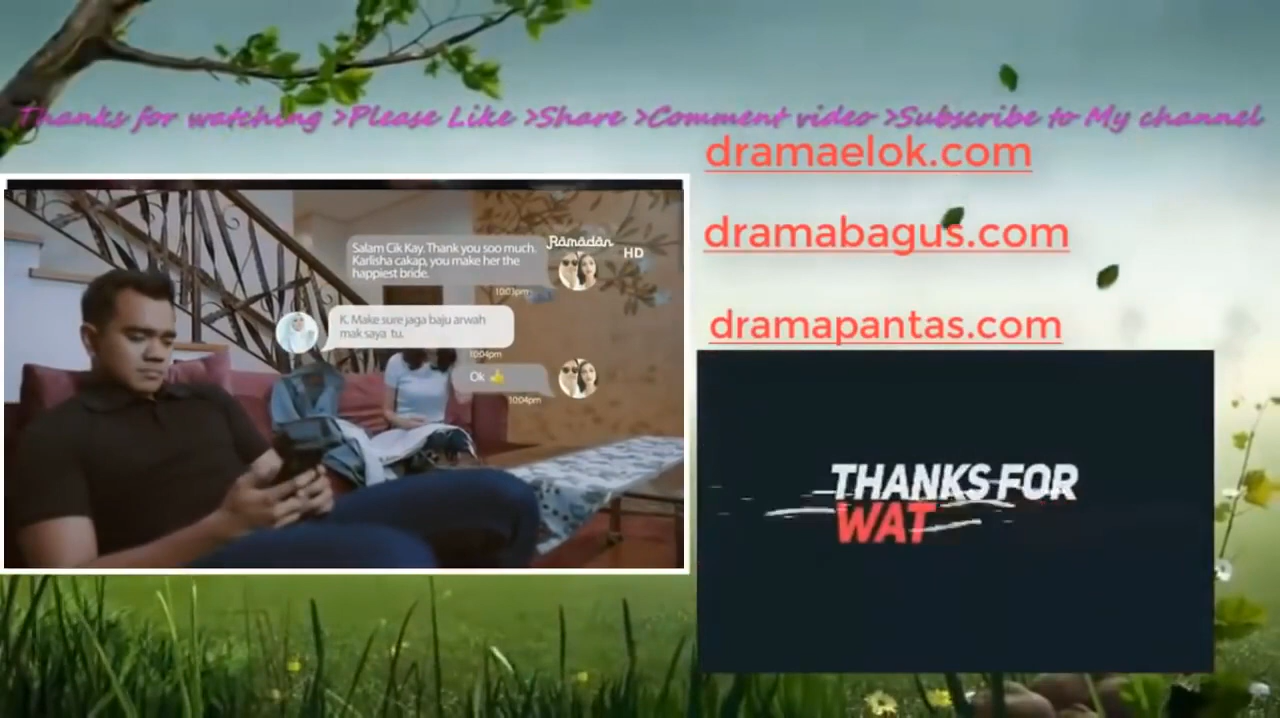 Thanks for watching >Please Like >Share >Comment video >Subscribe to My channel
dramaelok.com
dramabagus.com
dramapantas.com
Ramadan
HD
Salam Cik Kay. Thank you soo much.
Karlisha cakap, you make her the
happiest bride.
10:03pm
K. Make sure jaga baju arwah
mak saya tu.
10:04pm
Ok 👍
10:04pm
THANKS FOR
WAT